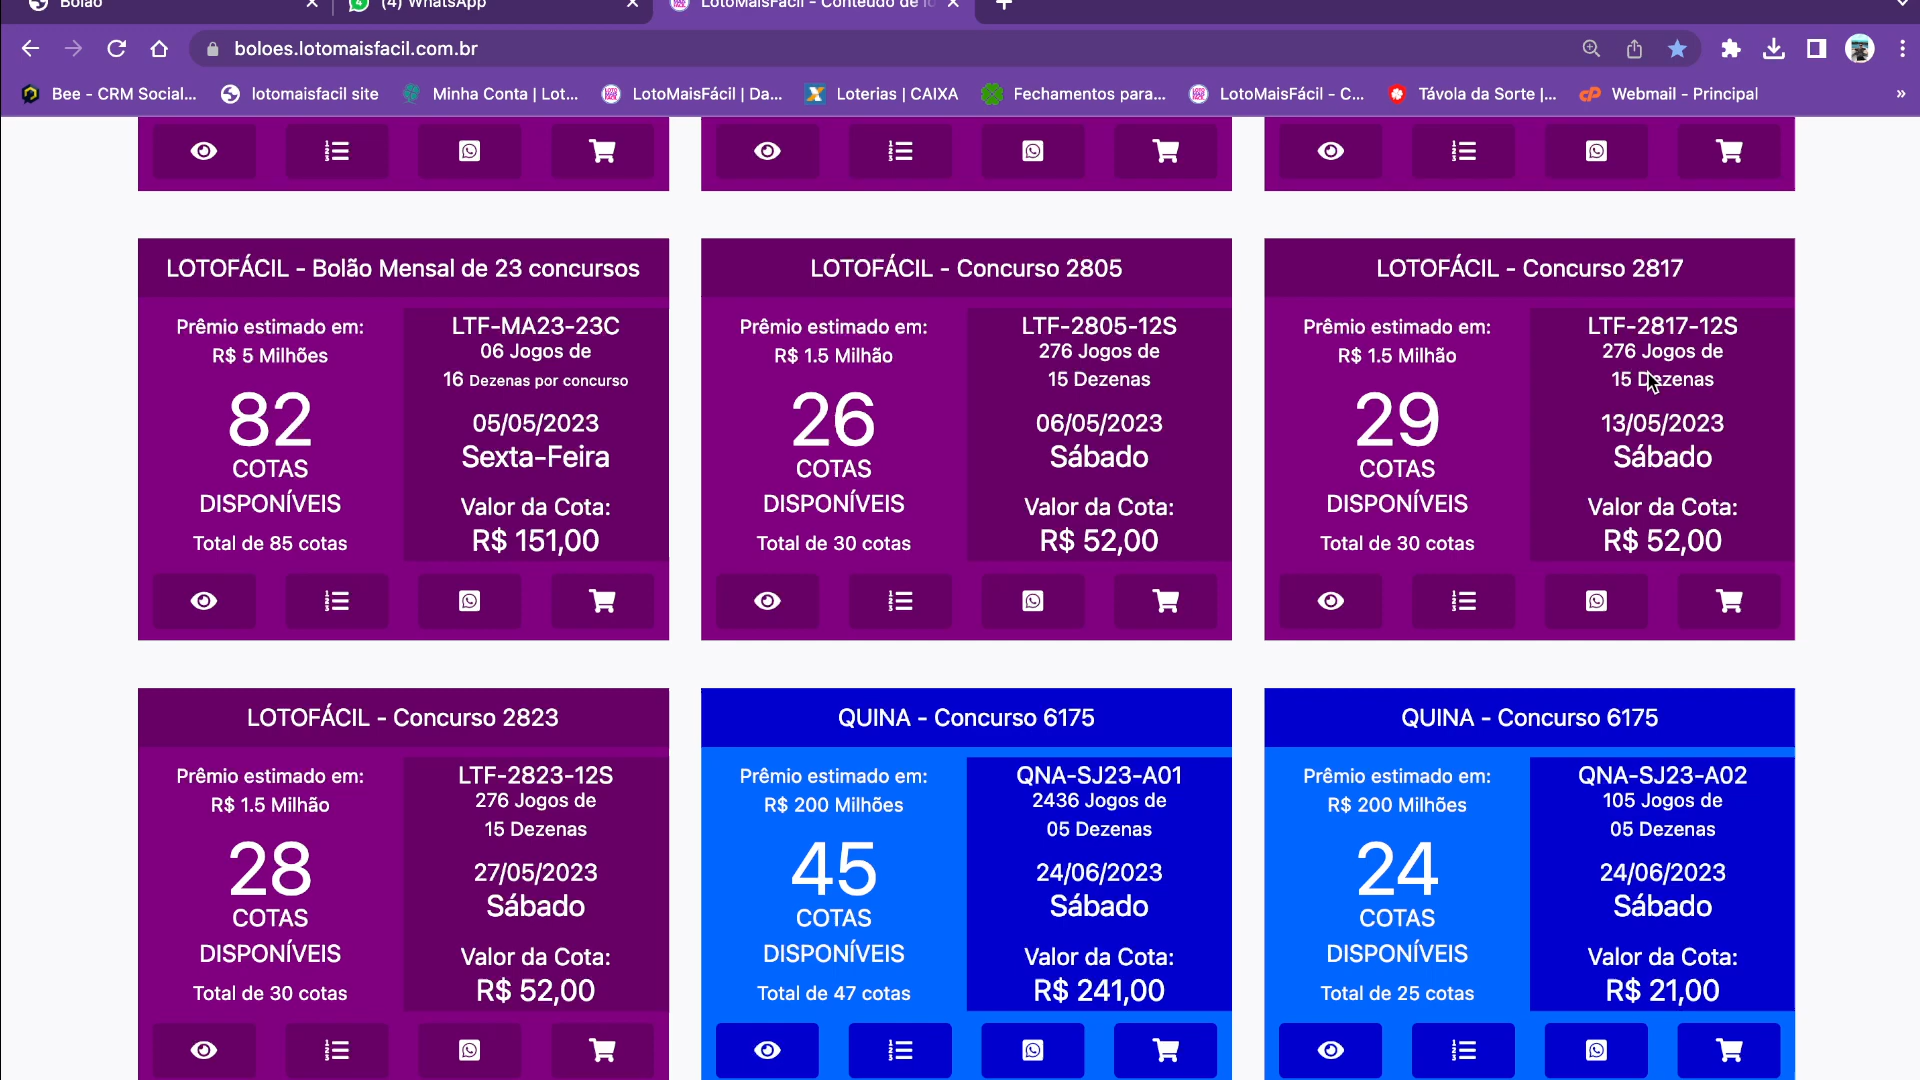 Bolão
(4) WhatsApp
LotoMaisFácil - Conteúdo de lo
boloes.lotomaisfacil.com.br
Bee - CRM Social...
lotomaisfacil site
Minha Conta | Lot...
LotoMaisFácil | Da...
Loterias | CAIXA
Fechamentos para...
LotoMaisFácil - C...
Távola da Sorte |...
Webmail - Principal
»
LOTOFÁCIL - Bolão Mensal de 23 concursos
Prêmio estimado em:
R$ 5 Milhões
82
COTAS
DISPONÍVEIS
Total de 85 cotas
LTF-MA23-23C
06 Jogos de
16 Dezenas por concurso
05/05/2023
Sexta-Feira
Valor da Cota:
R$ 151,00
LOTOFÁCIL - Concurso 2805
Prêmio estimado em:
R$ 1.5 Milhão
26
COTAS
DISPONÍVEIS
Total de 30 cotas
LTF-2805-12S
276 Jogos de
15 Dezenas
06/05/2023
Sábado
Valor da Cota:
R$ 52,00
LOTOFÁCIL - Concurso 2817
Prêmio estimado em:
R$ 1.5 Milhão
29
COTAS
DISPONÍVEIS
Total de 30 cotas
LTF-2817-12S
276 Jogos de
15 Dezenas
13/05/2023
Sábado
Valor da Cota:
R$ 52,00
LOTOFÁCIL - Concurso 2823
Prêmio estimado em:
R$ 1.5 Milhão
28
COTAS
DISPONÍVEIS
Total de 30 cotas
LTF-2823-12S
276 Jogos de
15 Dezenas
27/05/2023
Sábado
Valor da Cota:
R$ 52,00
QUINA - Concurso 6175
Prêmio estimado em:
R$ 200 Milhões
45
COTAS
DISPONÍVEIS
Total de 47 cotas
QNA-SJ23-A01
2436 Jogos de
05 Dezenas
24/06/2023
Sábado
Valor da Cota:
R$ 241,00
QUINA - Concurso 6175
Prêmio estimado em:
R$ 200 Milhões
24
COTAS
DISPONÍVEIS
Total de 25 cotas
QNA-SJ23-A02
105 Jogos de
05 Dezenas
24/06/2023
Sábado
Valor da Cota:
R$ 21,00